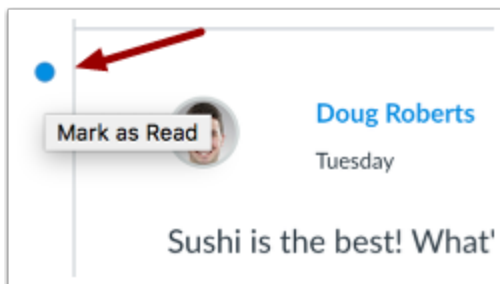 Doug Roberts
Mark as Read
Tuesday
Sushi is the best! What'